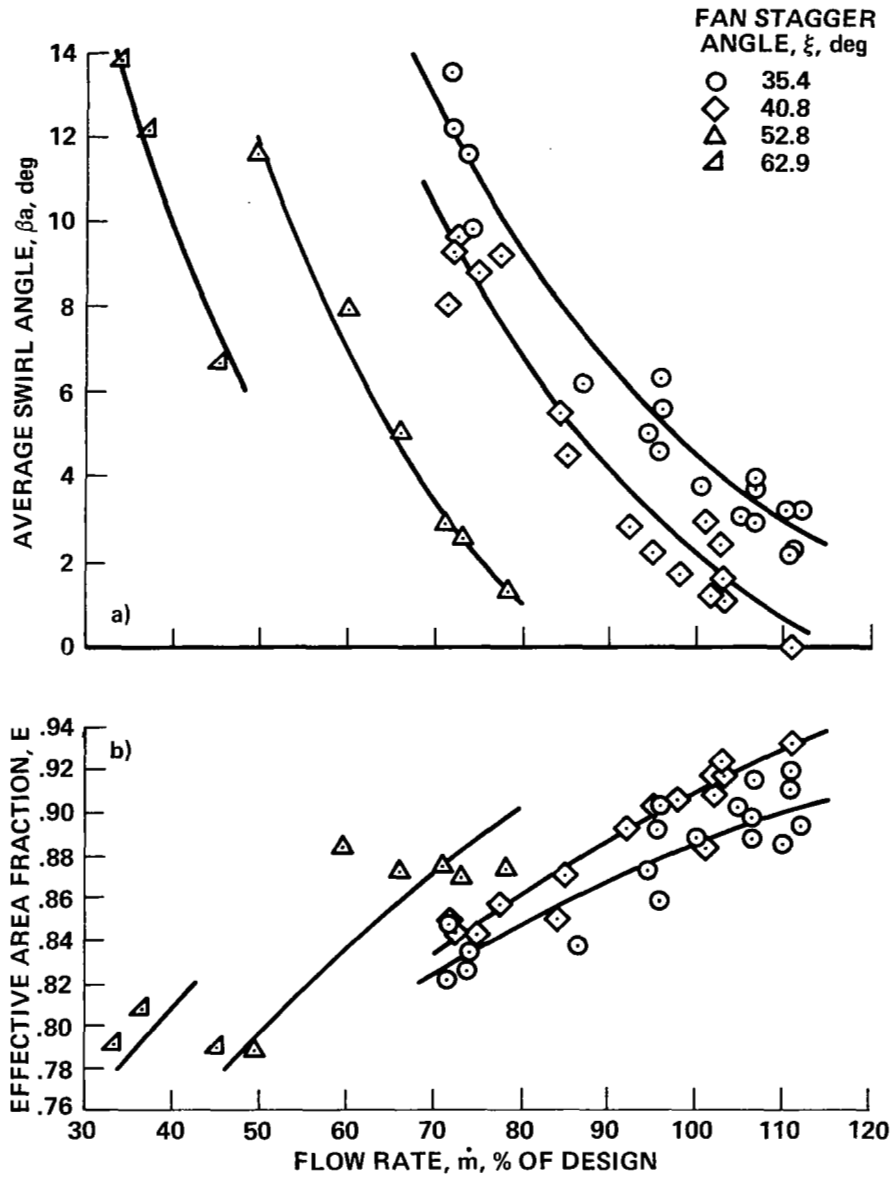 FAN STAGGER
ANGLE, ξ, deg
35.4
40.8
52.8
62.9
AVERAGE SWIRL ANGLE, βa, deg
14
12
10
8
6
4
2
0
a)
EFFECTIVE AREA FRACTION, E
.94
.92
.90
.88
.86
.84
.82
.80
.78
.76
b)
30 40 50 60 70 80 90 100 110 120
FLOW RATE, ṁ, % OF DESIGN